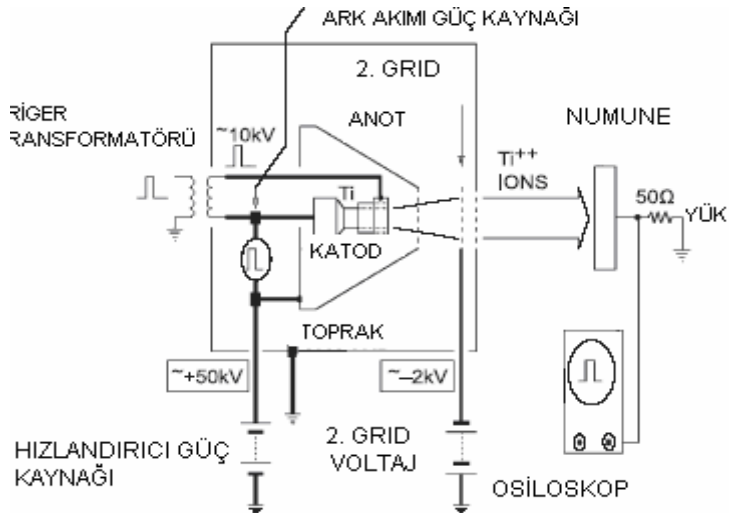 ARK AKIMI GÜÇ KAYNAĞI
2. GRID
RİGER
RANSFORMATÖRÜ
~10kV
ANOT
NUMUNE
Ti++
İONS
Ti
50Ω
YÜK
KATOD
TOPRAK
~+50kV
~-2kV
HIZLANDIRICI GÜÇ
KAYNAĞI
2. GRID
VOLTAJ
OSİLOSKOP